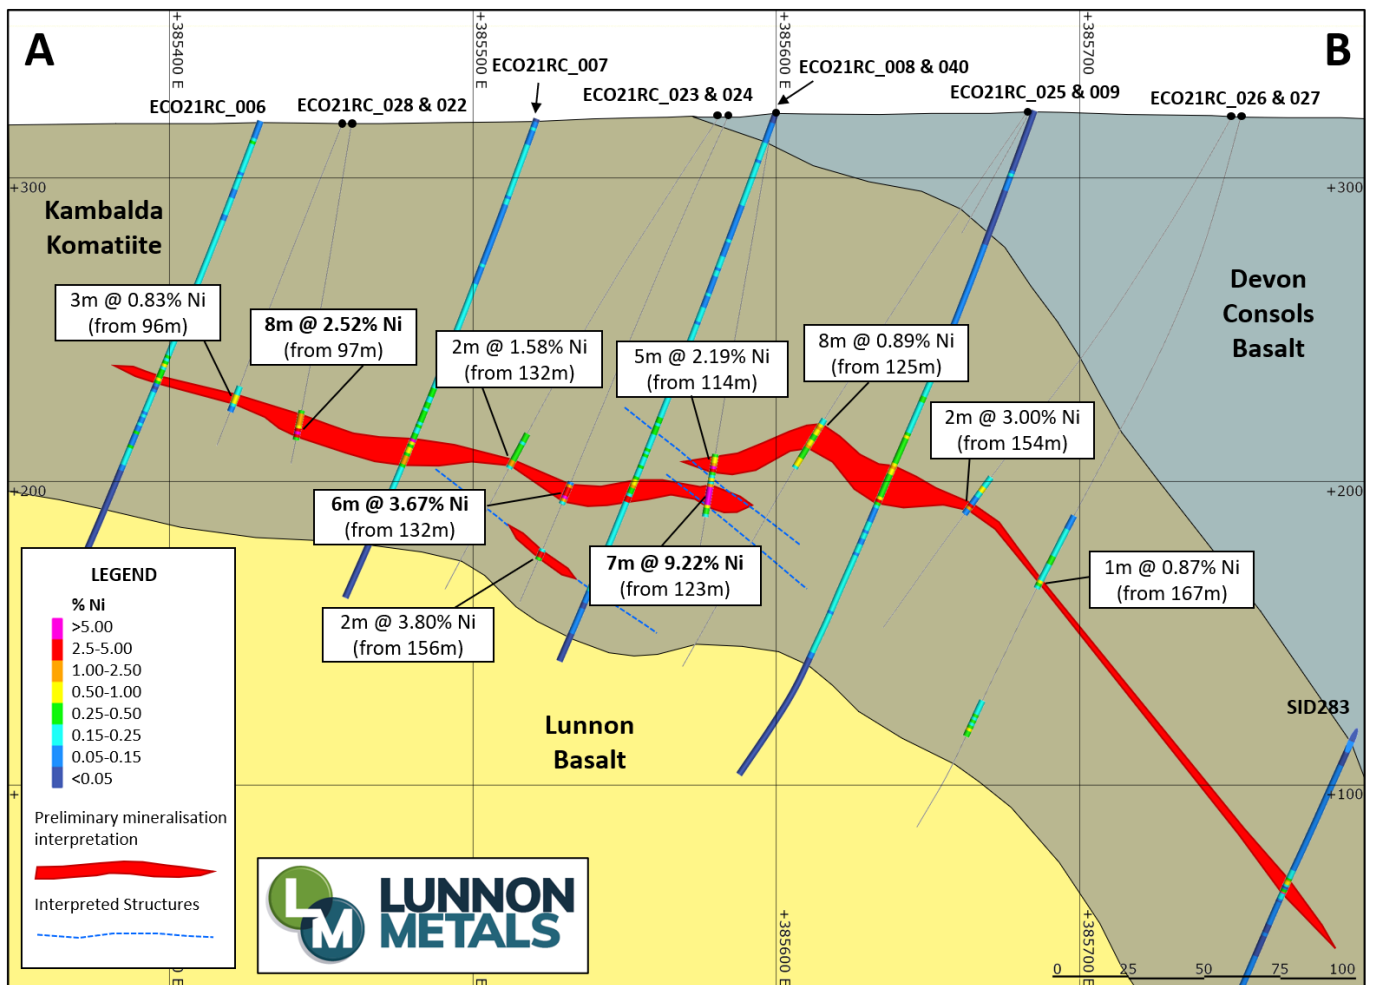 A
B
+385400 E
+385500 E
+385600 E
+385700 E
ECO21RC_006
ECO21RC_028 & 022
ECO21RC_007
ECO21RC_023 & 024
ECO21RC_008 & 040
ECO21RC_025 & 009
ECO21RC_026 & 027
+300
+300
Kambalda
Komatiite
Devon
Consols
Basalt
3m @ 0.83% Ni
(from 96m)
8m @ 2.52% Ni
(from 97m)
2m @ 1.58% Ni
(from 132m)
5m @ 2.19% Ni
(from 114m)
8m @ 0.89% Ni
(from 125m)
2m @ 3.00% Ni
(from 154m)
+200
+200
6m @ 3.67% Ni
(from 132m)
7m @ 9.22% Ni
(from 123m)
1m @ 0.87% Ni
(from 167m)
2m @ 3.80% Ni
(from 156m)
LEGEND
% Ni
>5.00
2.5-5.00
1.00-2.50
0.50-1.00
0.25-0.50
0.15-0.25
0.05-0.15
<0.05
Preliminary mineralisation
interpretation
Interpreted Structures
Lunnon
Basalt
SID283
+
+100
LM
LUNNON
METALS
0 E
+385600 E
+385700 E
0 25 50 75 100